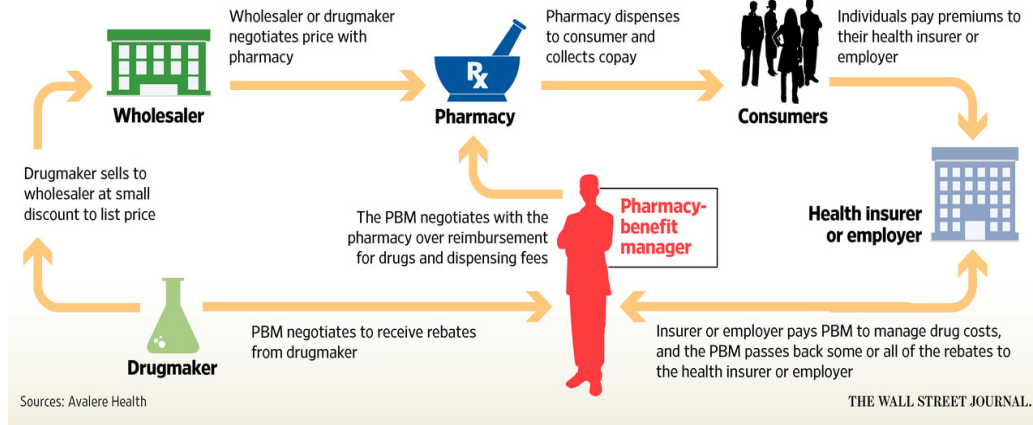 Wholesaler or drugmaker
negotiates price with
pharmacy
Pharmacy dispenses
to consumer and
collects copay
Individuals pay premiums to
their health insurer or
employer
Rx
Wholesaler
Pharmacy
Consumers
Drugmaker sells to
wholesaler at small
discount to list price
The PBM negotiates with the
pharmacy over reimbursement
for drugs and dispensing fees
Pharmacy-
benefit
manager
Health insurer
or employer
PBM negotiates to receive rebates
from drugmaker
Insurer or employer pays PBM to manage drug costs,
and the PBM passes back some or all of the rebates to
the health insurer or employer
Drugmaker
Sources: Avalere Health
THE WALL STREET JOURNAL.